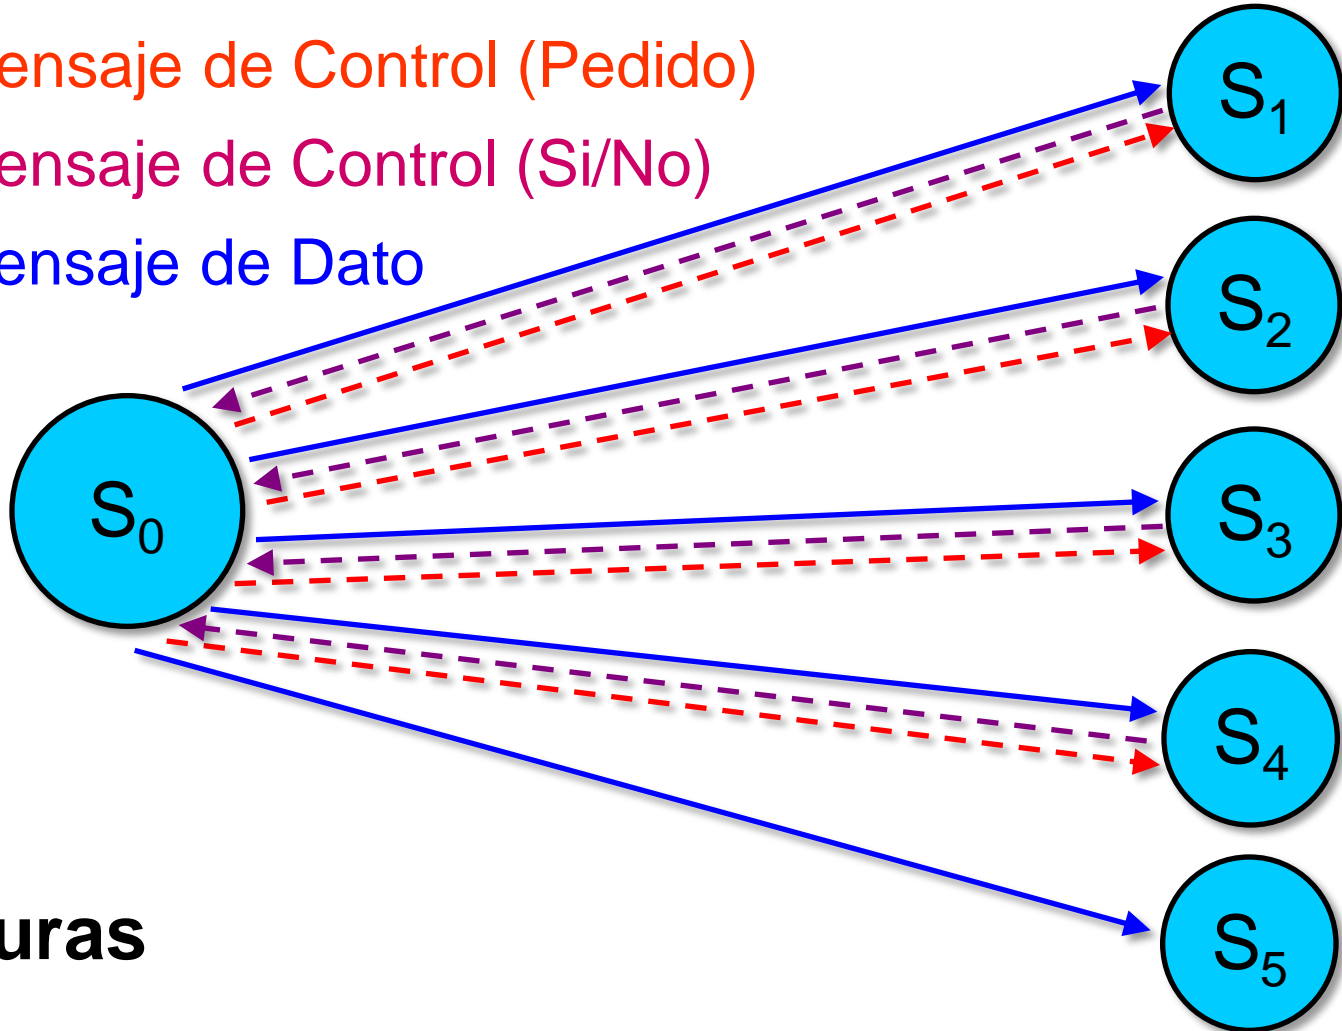 ensaje de Control (Pedido)
ensaje de Control (Si/No)
ensaje de Dato
S1
S2
S0
S3
S4
S5
uras